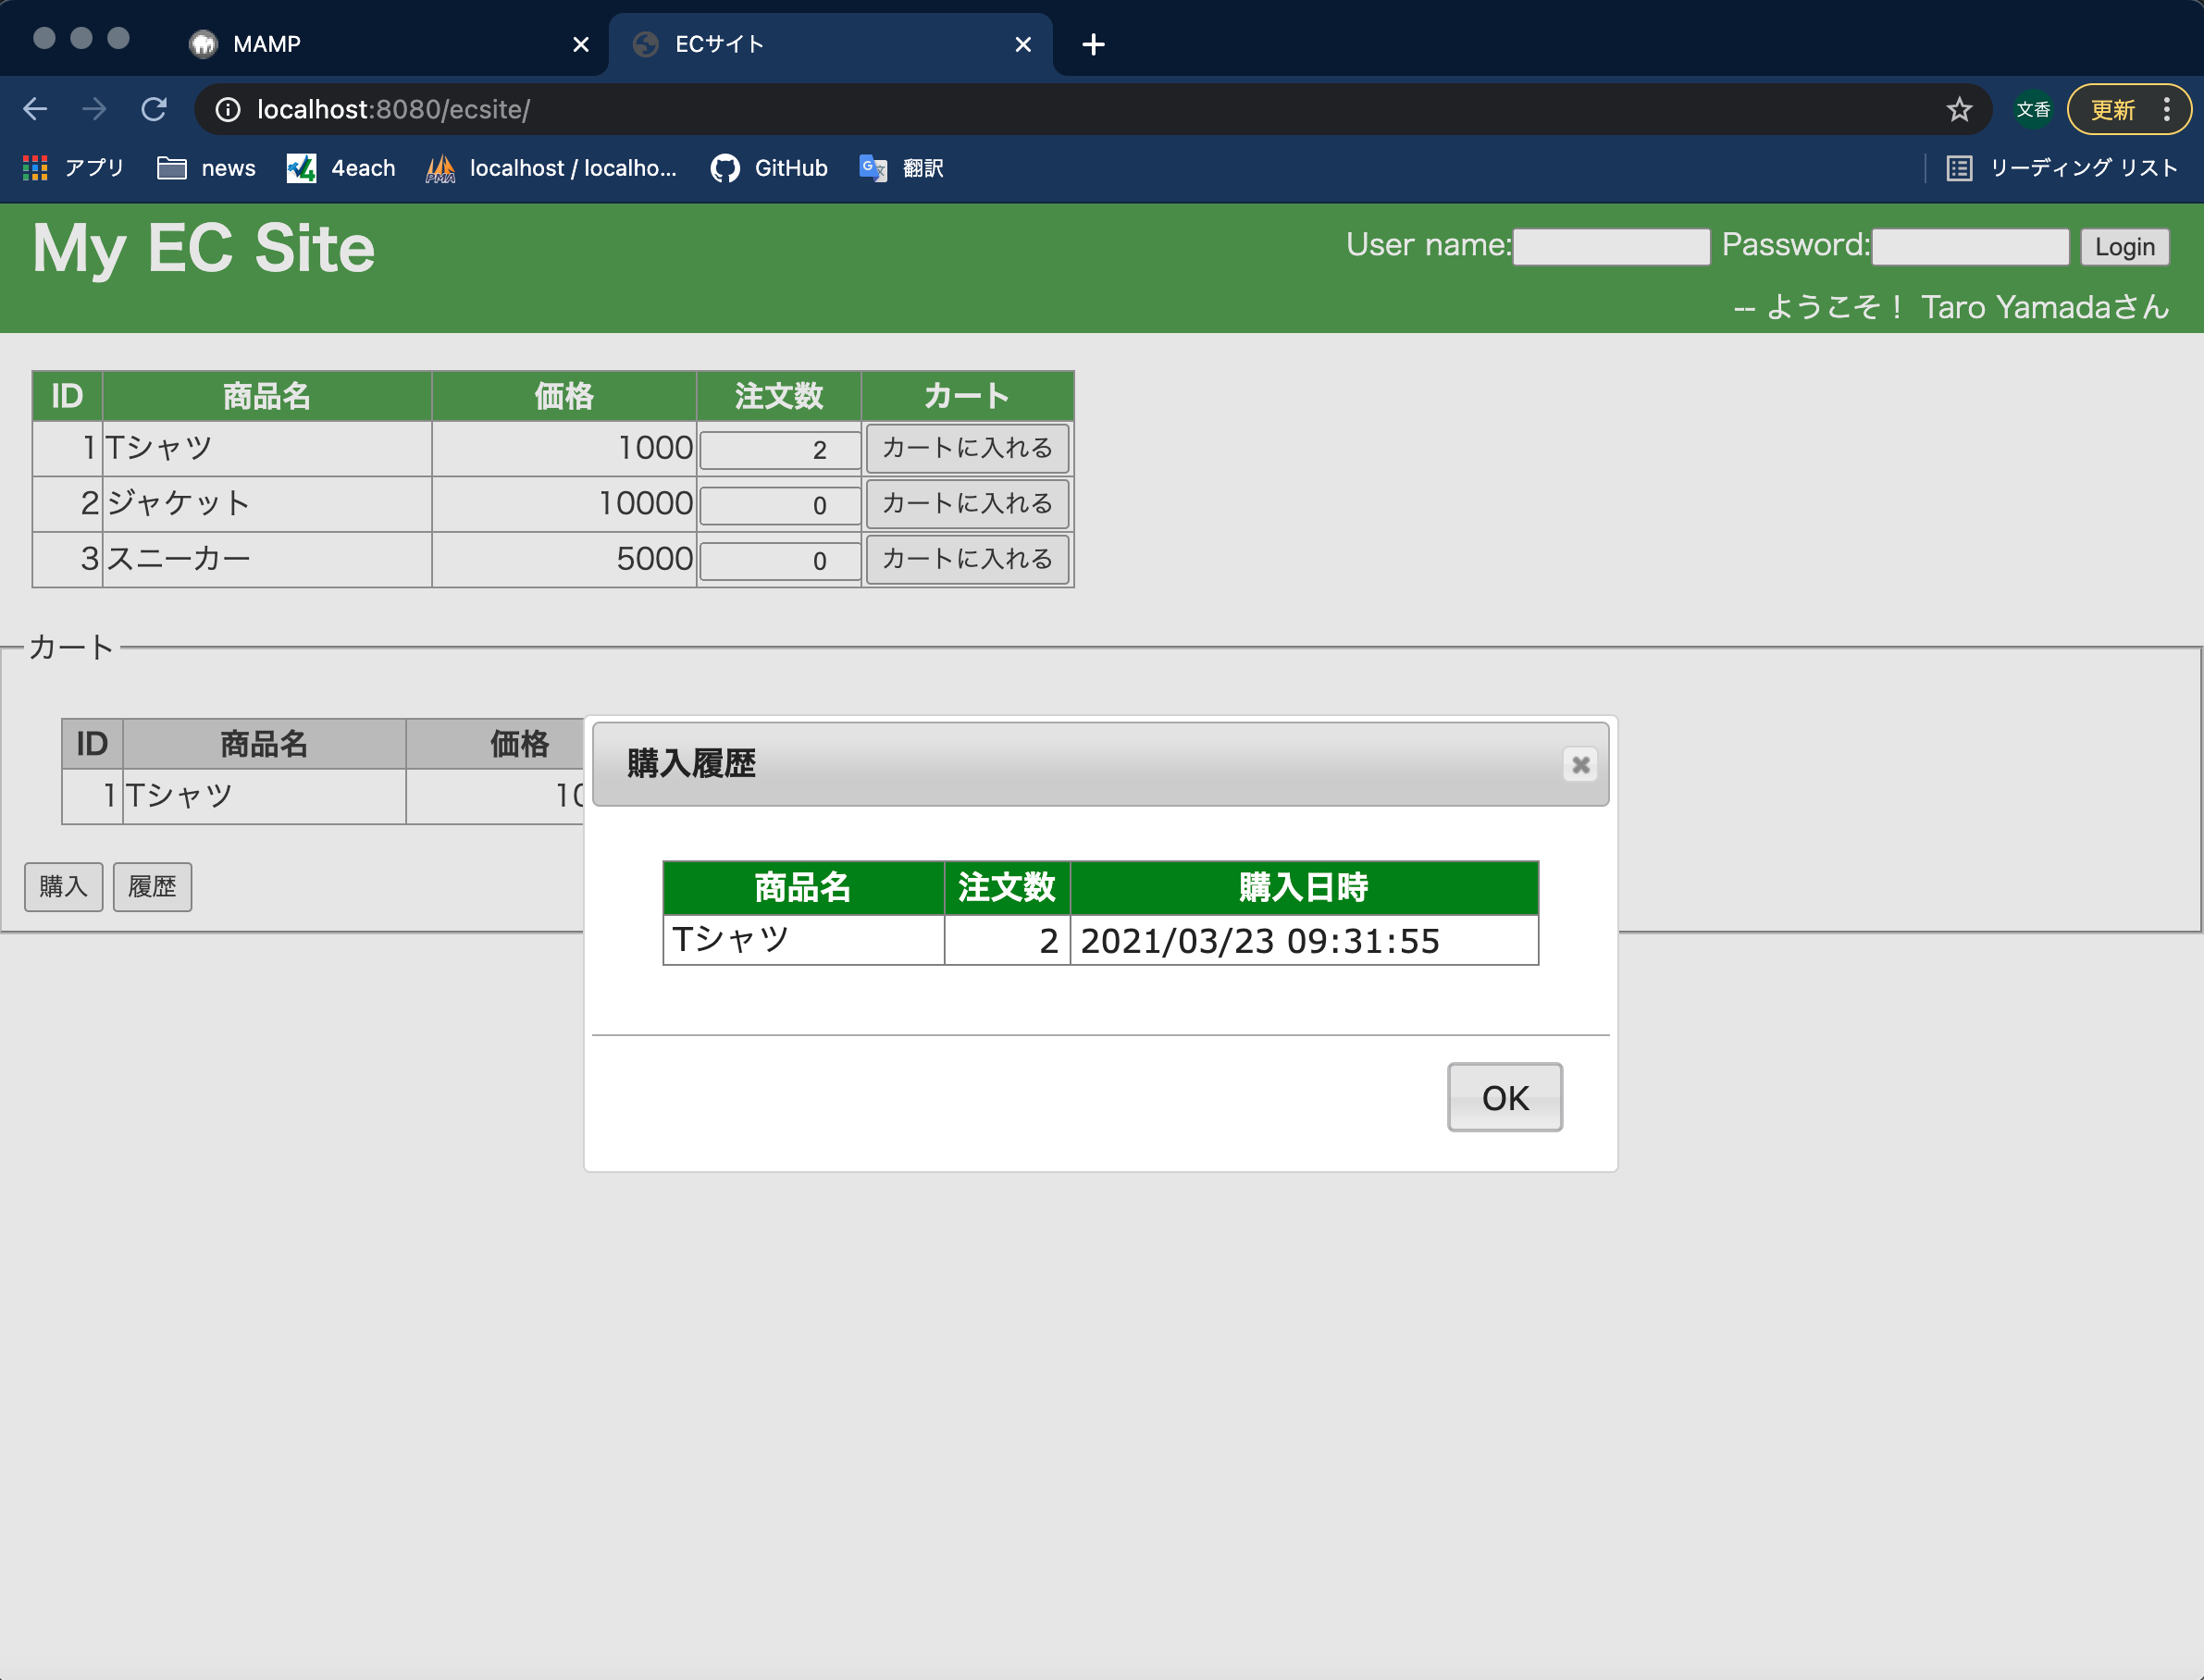 MAMP
ECサイト
localhost:8080/ecsite/
文香
更新
アプリ
news
4each
localhost / localho...
GitHub
翻訳
リーディング リスト
My EC Site
User name:
Password:
Login
-- ようこそ！ Taro Yamadaさん
ID 商品名 価格 注文数 カート
1 Tシャツ 1000 2 カートに入れる
2 ジャケット 10000 0 カートに入れる
3 スニーカー 5000 0 カートに入れる
カート
ID 商品名 価格
1 Tシャツ 10
購入 履歴
購入履歴
商品名 注文数 購入日時
Tシャツ 2 2021/03/23 09:31:55
OK